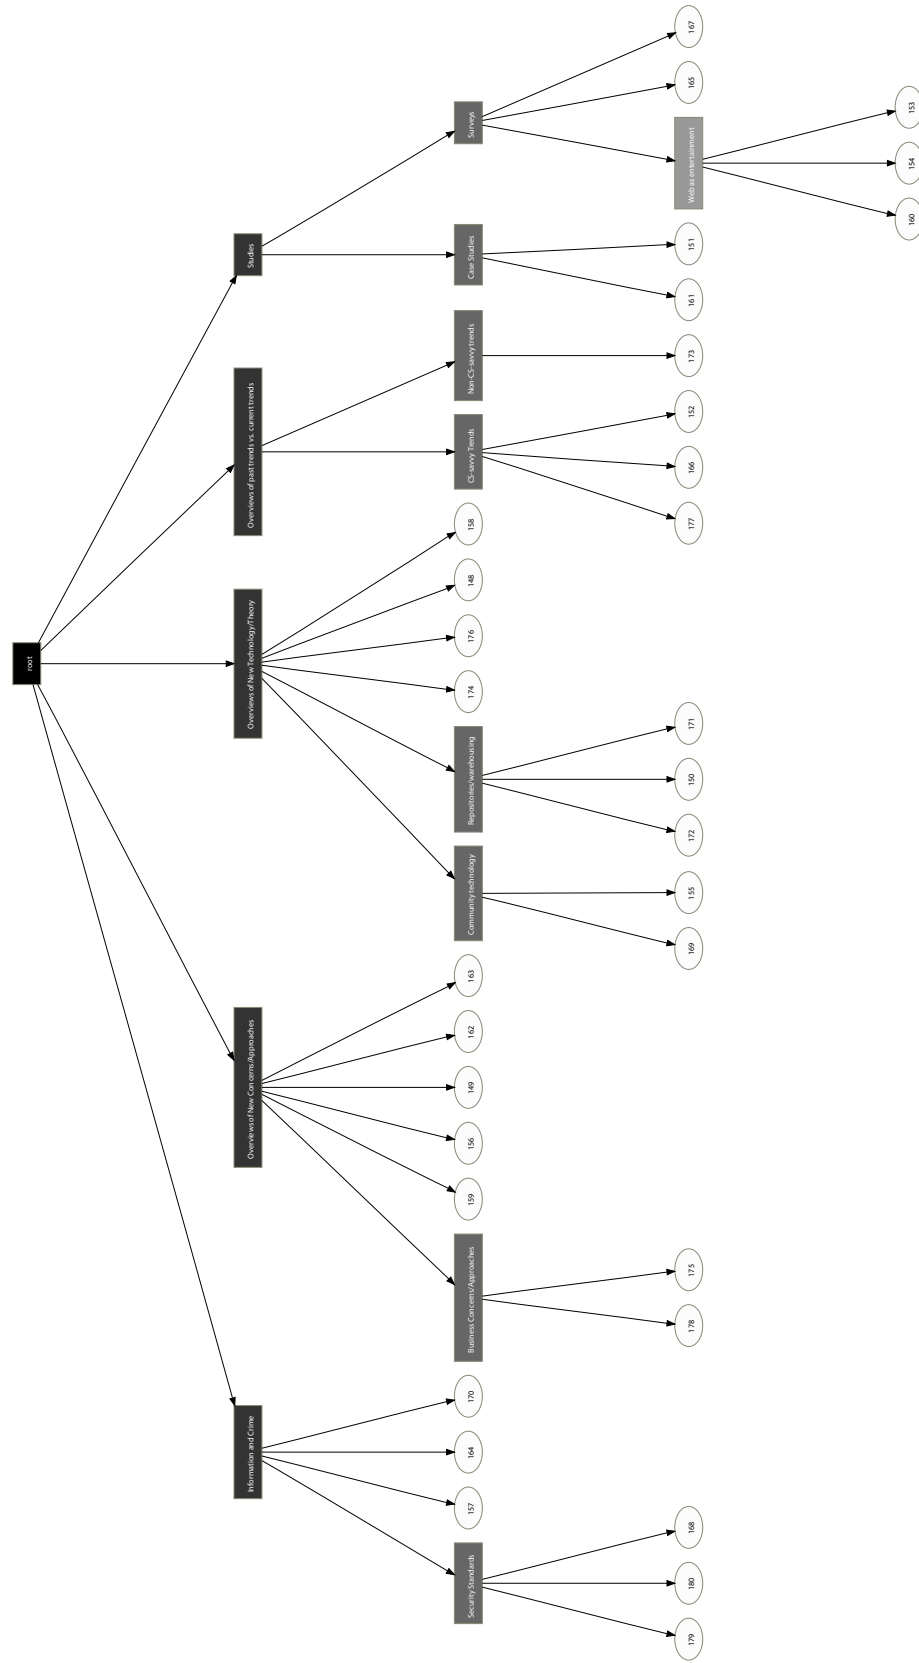 root
Studies
Overviews of past trends vs. current trends
Overviews of New Technology/Theory
Overviews of New Concerns/Approaches
Information and Crime
Surveys
Case Studies
Non-CS-savvy trends
CS-savvy Trends
158
148
176
174
Repositories/warehousing
Community technology
163
162
149
156
159
Business Concerns/Approaches
170
164
157
Security Standards
167
165
Web as entertainment
151
161
173
152
166
177
171
150
172
155
169
175
178
168
180
179
153
154
160